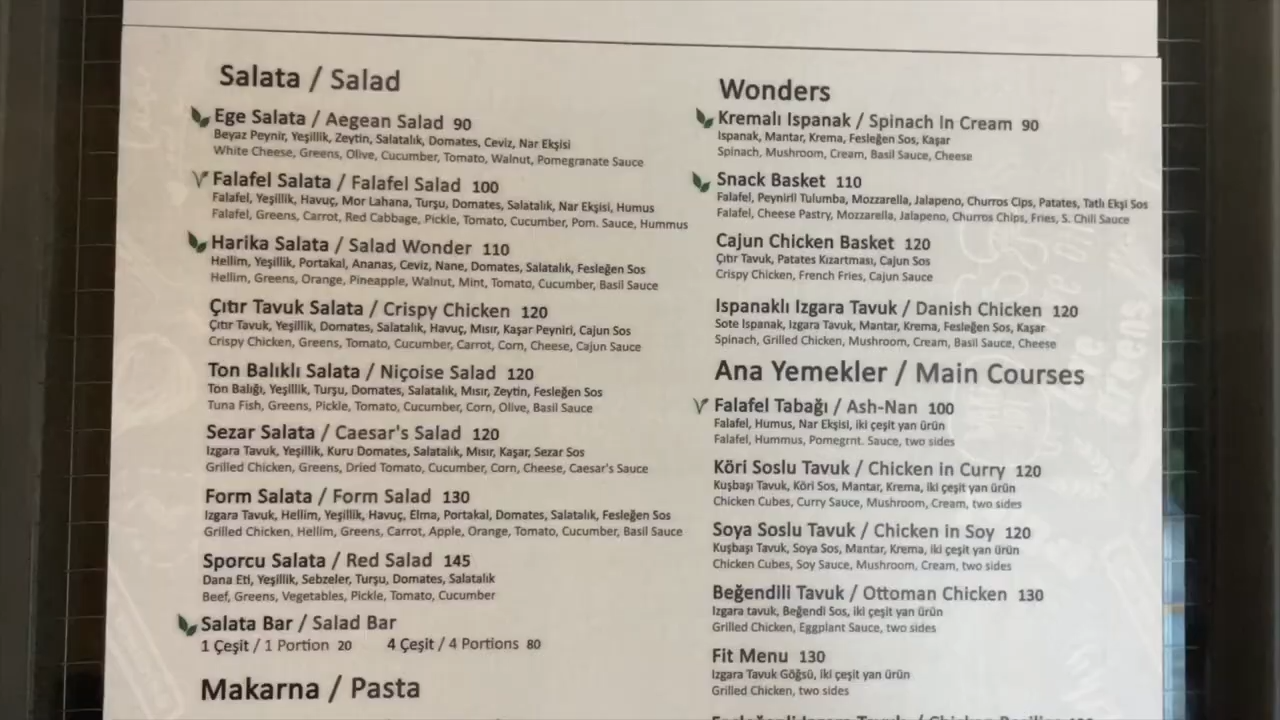 Salata / Salad
Ege Salata / Aegean Salad 90
Beyaz Peynir, Yeşillik, Zeytin, Salatalık, Domates, Ceviz, Nar Ekşisi
White Cheese, Greens, Olive, Cucumber, Tomato, Walnut, Pomegranate Sauce
Falafel Salata / Falafel Salad 100
Falafel, Yeşillik, Havuç, Mor Lahana, Turşu, Domates, Salatalık, Nar Ekşisi, Humus
Falafel, Greens, Carrot, Red Cabbage, Pickle, Tomato, Cucumber, Pom. Sauce, Hummus
Harika Salata / Salad Wonder 110
Hellim, Yeşillik, Portakal, Ananas, Ceviz, Nane, Domates, Salatalık, Fesleğen Sos
Hellim, Greens, Orange, Pineapple, Walnut, Mint, Tomato, Cucumber, Basil Sauce
Çıtır Tavuk Salata / Crispy Chicken 120
Çıtır Tavuk, Yeşillik, Domates, Salatalık, Havuç, Mısır, Kaşar Peyniri, Cajun Sos
Crispy Chicken, Greens, Tomato, Cucumber, Carrot, Corn, Cheese, Cajun Sauce
Ton Balıklı Salata / Niçoise Salad 120
Ton Balığı, Yeşillik, Turşu, Domates, Salatalık, Mısır, Zeytin, Fesleğen Sos
Tuna Fish, Greens, Pickle, Tomato, Cucumber, Corn, Olive, Basil Sauce
Sezar Salata / Caesar's Salad 120
Izgara Tavuk, Yeşillik, Kuru Domates, Salatalık, Mısır, Kaşar, Sezar Sos
Grilled Chicken, Greens, Dried Tomato, Cucumber, Corn, Cheese, Caesar's Sauce
Form Salata / Form Salad 130
Izgara Tavuk, Hellim, Yeşillik, Havuç, Elma, Portakal, Domates, Salatalık, Fesleğen Sos
Grilled Chicken, Hellim, Greens, Carrot, Apple, Orange, Tomato, Cucumber, Basil Sauce
Sporcu Salata / Red Salad 145
Dana Eti, Yeşillik, Sebzeler, Turşu, Domates, Salatalık
Beef, Greens, Vegetables, Pickle, Tomato, Cucumber
Salata Bar / Salad Bar
1 Çeşit / 1 Portion 20 4 Çeşit / 4 Portions 80
Makarna / Pasta
Wonders
Kremalı Ispanak / Spinach In Cream 90
Ispanak, Mantar, Krema, Fesleğen Sos, Kaşar
Spinach, Mushroom, Cream, Basil Sauce, Cheese
Snack Basket 110
Falafel, Peynirli Tulumba, Mozzarella, Jalapeno, Churros Cips, Patates, Tatlı Ekşi Sos
Falafel, Cheese Pastry, Mozzarella, Jalapeno, Churros Chips, Fries, S. Chili Sauce
Cajun Chicken Basket 120
Çıtır Tavuk, Patates Kızartması, Cajun Sos
Crispy Chicken, French Fries, Cajun Sauce
Ispanaklı Izgara Tavuk / Danish Chicken 120
Sote Ispanak, Izgara Tavuk, Mantar, Krema, Fesleğen Sos, Kaşar
Spinach, Grilled Chicken, Mushroom, Cream, Basil Sauce, Cheese
Ana Yemekler / Main Courses
Falafel Tabağı / Ash-Nan 100
Falafel, Humus, Nar Ekşisi, iki çeşit yan ürün
Falafel, Hummus, Pomegrnt. Sauce, two sides
Köri Soslu Tavuk / Chicken in Curry 120
Kuşbaşı Tavuk, Köri Sos, Mantar, Krema, iki çeşit yan ürün
Chicken Cubes, Curry Sauce, Mushroom, Cream, two sides
Soya Soslu Tavuk / Chicken in Soy 120
Kuşbaşı Tavuk, Soya Sos, Mantar, Krema, iki çeşit yan ürün
Chicken Cubes, Soy Sauce, Mushroom, Cream, two sides
Beğendili Tavuk / Ottoman Chicken 130
Izgara tavuk, Beğendi Sos, iki çeşit yan ürün
Grilled Chicken, Eggplant Sauce, two sides
Fit Menu 130
Izgara Tavuk Göğsü, iki çeşit yan ürün
Grilled Chicken, two sides